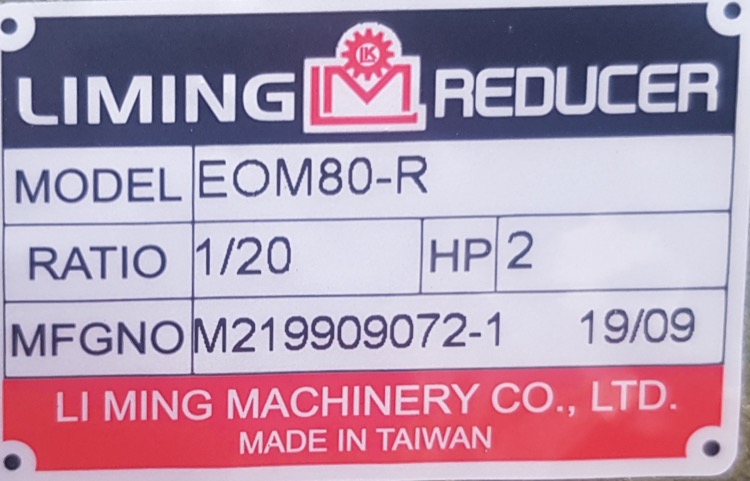 LIMING LK M REDUCER
MODEL EOM80-R
RATIO 1/20 HP 2
MFGNO M219909072-1 19/09
LI MING MACHINERY CO., LTD.
MADE IN TAIWAN